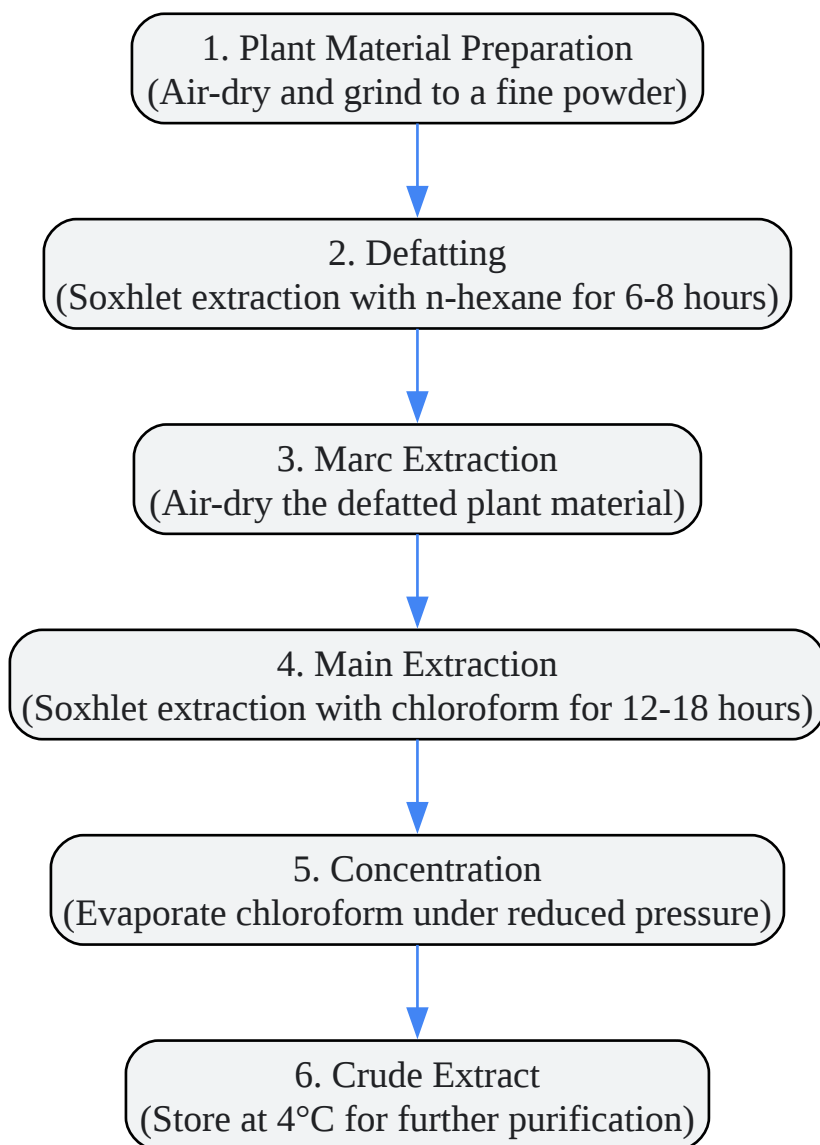 1. Plant Material Preparation
(Air-dry and grind to a fine powder)
2. Defatting
(Soxhlet extraction with n-hexane for 6-8 hours)
3. Marc Extraction
(Air-dry the defatted plant material)
4. Main Extraction
(Soxhlet extraction with chloroform for 12-18 hours)
5. Concentration
(Evaporate chloroform under reduced pressure)
6. Crude Extract
(Store at 4°C for further purification)